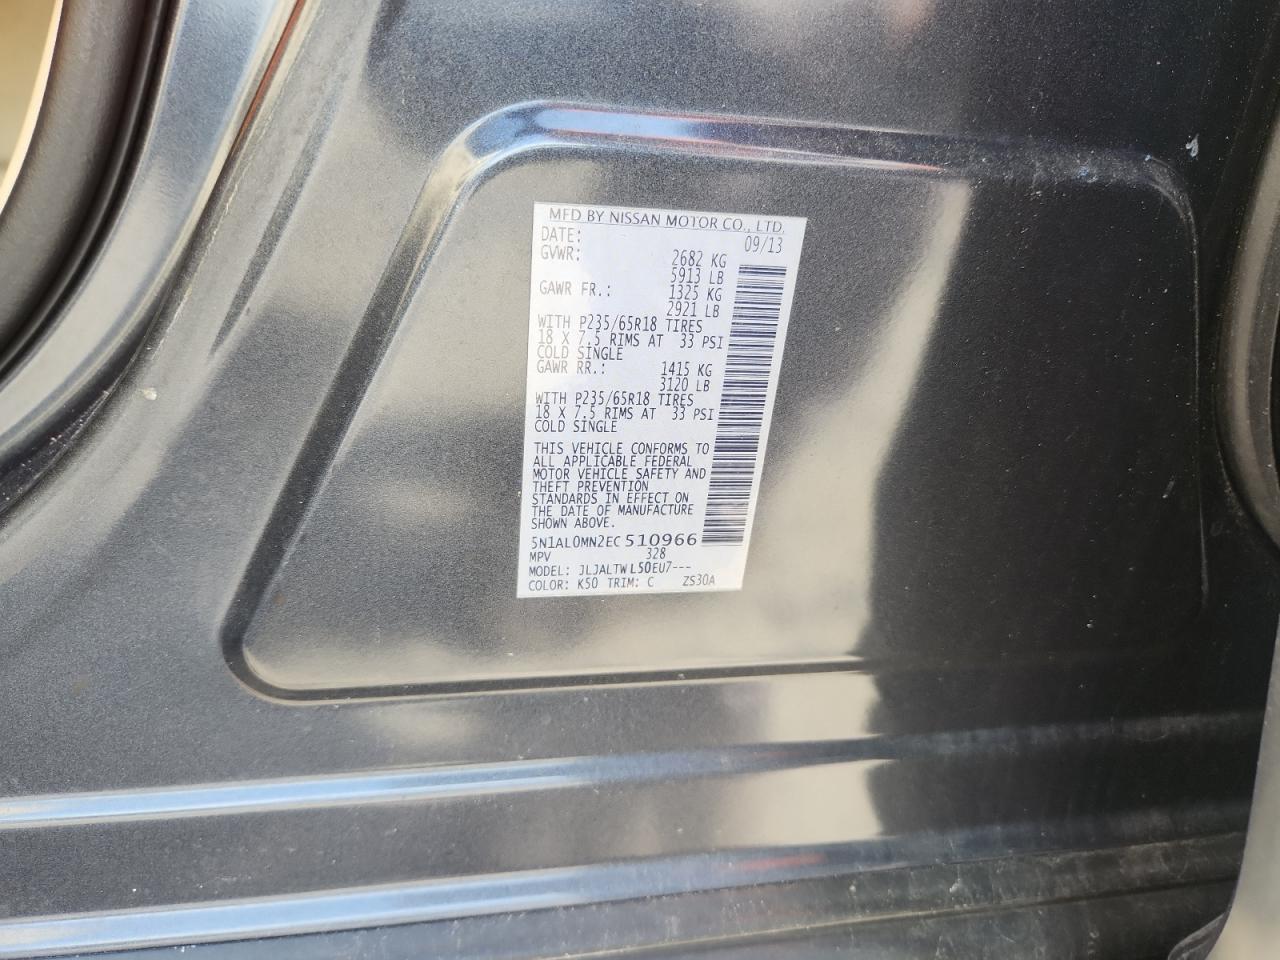 MFD BY NISSAN MOTOR CO., LTD.
DATE: 09/13
GVWR: 2682 KG
5913 LB
GAWR FR.: 1325 KG
2921 LB
WITH P235/65R18 TIRES
18 X 7.5 RIMS AT 33 PSI
COLD SINGLE
GAWR RR.: 1415 KG
3120 LB
WITH P235/65R18 TIRES
18 X 7.5 RIMS AT 33 PSI
COLD SINGLE
THIS VEHICLE CONFORMS TO
ALL APPLICABLE FEDERAL
MOTOR VEHICLE SAFETY AND
THEFT PREVENTION
STANDARDS IN EFFECT ON
THE DATE OF MANUFACTURE
SHOWN ABOVE.
5N1AL0MN2EC510966
MPV 328
MODEL: JLJALTWL50EU7---
COLOR: K50 TRIM: C ZS30A